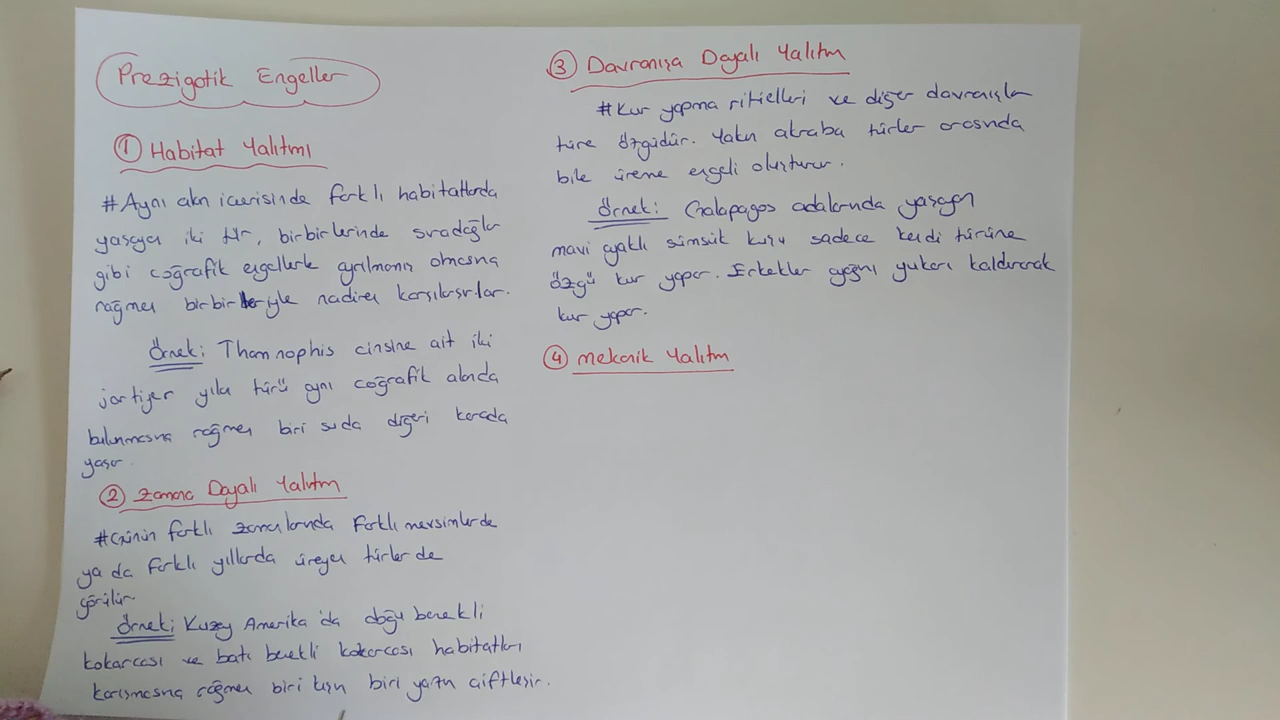 Prezigotik Engeller
① Habitat Yalıtımı
#Aynı alan içerisinde farklı habitatlarda
yaşayan iki tür, birbirlerinde sıradağlar
gibi coğrafik engellerle ayrılmamış olmasına
rağmen birbirleriyle nadiren karşılaşırlar.
Örnek: Thamnophis cinsine ait iki
jartiyer yılan türü aynı coğrafik alanda
bulunmasına rağmen biri suda diğeri karada
yaşar.
② Zamana Dayalı Yalıtım
#Günün farklı zamanlarında farklı mevsimlerde
ya da farklı yıllarda üreyen türlerde
görülür.
Örnek: Kuzey Amerika'da doğu benekli
kokarcası ve batı benekli kokarcası habitatları
karışmasına rağmen biri kışın biri yazın çiftleşir.
③ Davranışa Dayalı Yalıtım
#Kur yapma ritüelleri ve diğer davranışlar
türe özgüdür. Yakın akraba türler arasında
bile üreme engeli oluşturur.
Örnek: Galapagos adalarında yaşayan
mavi ayaklı sümsük kuşu sadece kendi türüne
özgü kur yapar. Erkekler ayağını yukarı kaldırarak
kur yapar.
④ mekanik Yalıtım